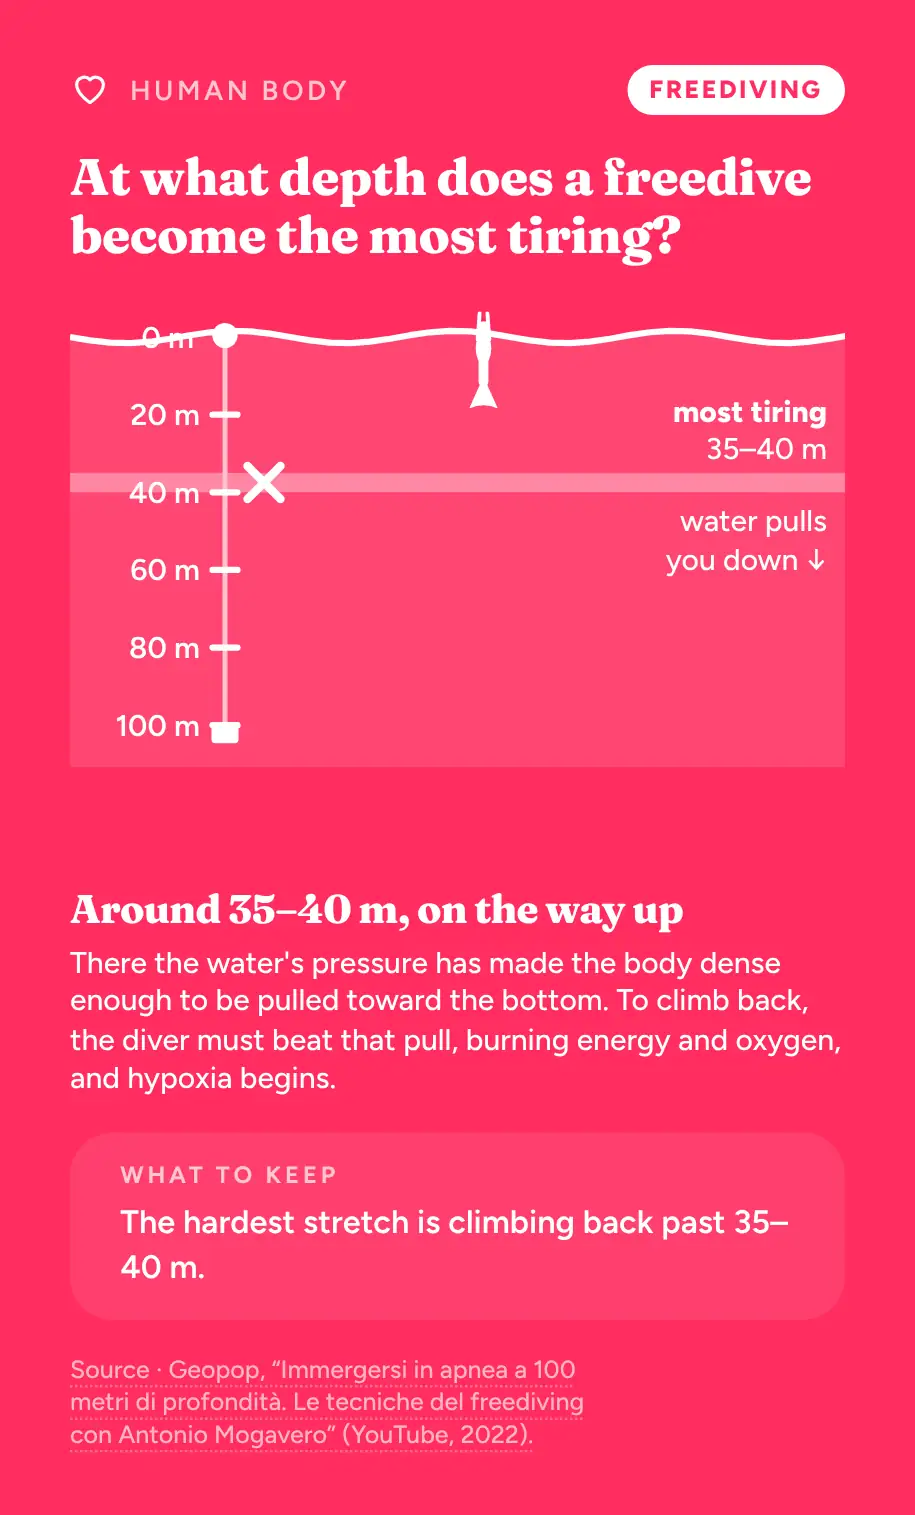 HUMAN BODY
FREEDIVING
At what depth does a freedive
become the most tiring?
0 m
20 m
most tiring
35–40 m
40 m
water pulls
you down ↓
60 m
80 m
100 m
Around 35–40 m, on the way up
There the water's pressure has made the body dense
enough to be pulled toward the bottom. To climb back,
the diver must beat that pull, burning energy and oxygen,
and hypoxia begins.
WHAT TO KEEP
The hardest stretch is climbing back past 35–
40 m.
Source · Geopop, “Immergersi in apnea a 100
metri di profondità. Le tecniche del freediving
con Antonio Mogavero” (YouTube, 2022).